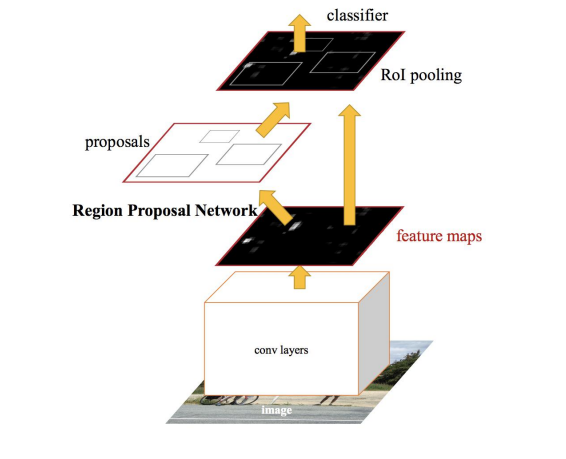 classifier
RoI pooling
proposals
Region Proposal Network
feature maps
conv layers
image